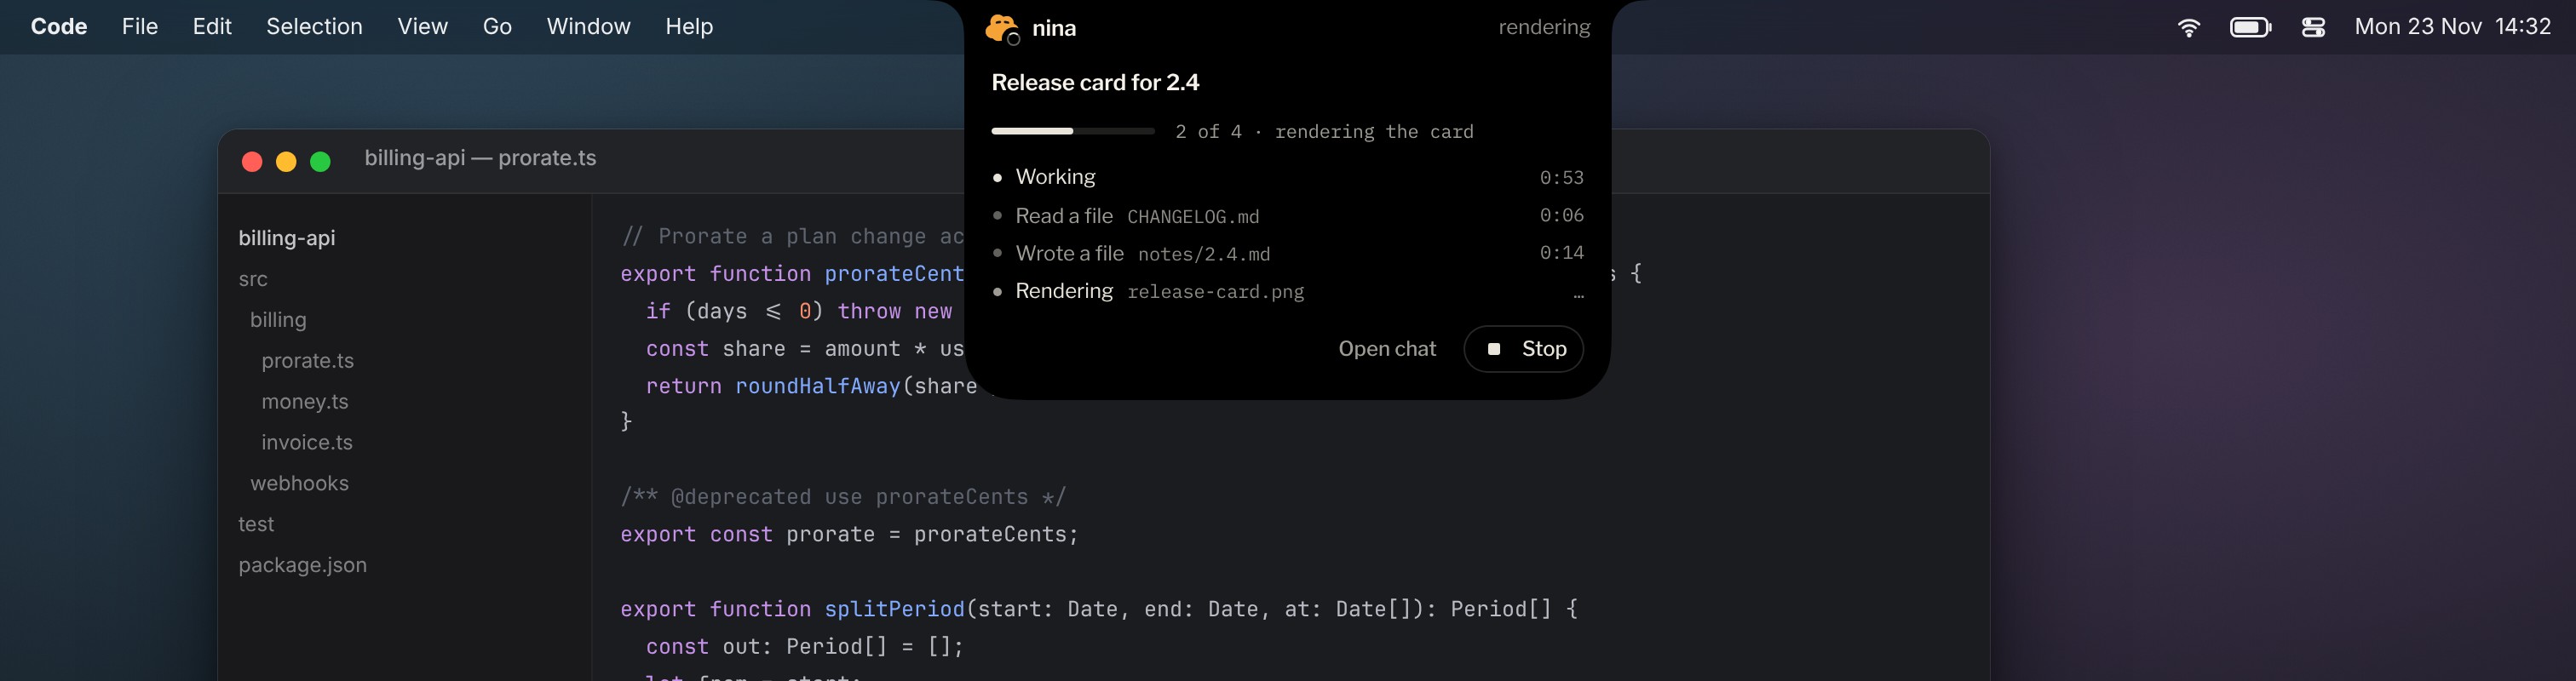 Code File Edit Selection View Go Window Help
nina
rendering
Mon 23 Nov 14:32
Release card for 2.4
2 of 4 · rendering the card
Working 0:53
Read a file CHANGELOG.md 0:06
Wrote a file notes/2.4.md 0:14
Rendering release-card.png …
Open chat
Stop
billing-api — prorate.ts
billing-api
src
billing
prorate.ts
money.ts
invoice.ts
webhooks
test
package.json
// Prorate a plan change
export function prorateCent {
if (days <= 0) throw new
const share = amount *
return roundHalfAway(share
}
/** @deprecated use prorateCents */
export const prorate = prorateCents;
export function splitPeriod(start: Date, end: Date, at: Date[]): Period[] {
const out: Period[] = [];